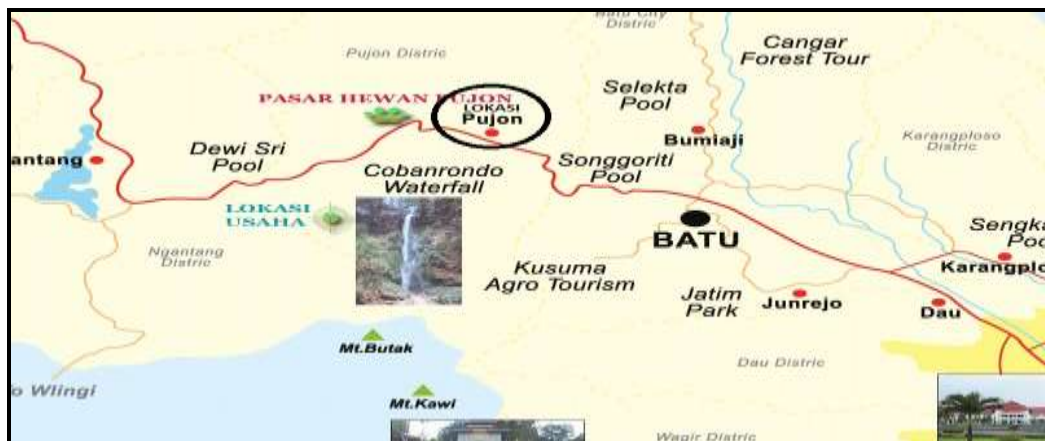 Batu City
District
Cangar
Forest Tour
Pujon Distric
Selekta
Pool
PASAR HEWAN PUJON
LOKASI
Pujon
Bumiaji
Karangploso
Distric
antang
Dewi Sri
Pool
Cobanrondo
Waterfall
Songgoriti
Pool
LOKASI
USAHA
BATU
Sengka
Poo
Ngantang
Distric
Kusuma
Agro Tourism
Karangplo
Jatim
Park
Junrejo
Dau
Mt.Butak
Dau Distric
o Wlingi
Mt.Kawi
Wagir Distric